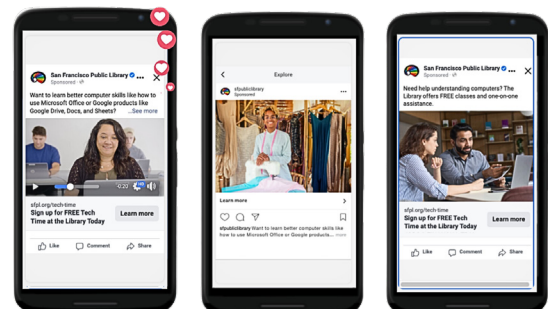 San Francisco Public Library
Sponsored
Want to learn better computer skills like how to
use Microsoft Office or Google products like
Google Drive, Docs, and Sheets? ...See more
-0:20
sfpl.org/tech-time
Sign up for FREE Tech
Time at the Library Today
Learn more
Like
Comment
Share
Explore
sfpubliclibrary
Sponsored
Learn more
sfpubliclibrary Want to learn better computer skills like
how to use Microsoft Office or Google products... more
San Francisco Public Library
Sponsored
Need help understanding computers? The
Library offers FREE classes and one-on-one
assistance.
sfpl.org/tech-time
Sign up for FREE Tech
Time at the Library Today
Learn more
Like
Comment
Share